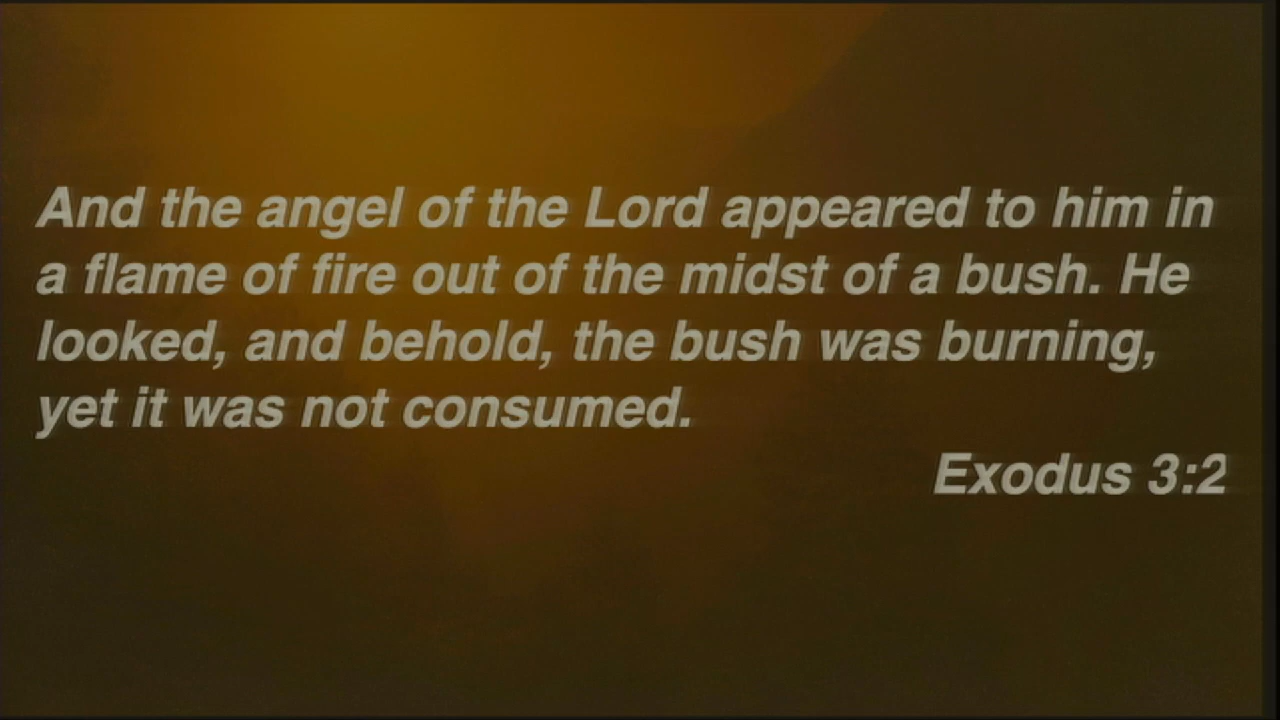 And the angel of the Lord appeared to him in
a flame of fire out of the midst of a bush. He
looked, and behold, the bush was burning,
yet it was not consumed.
Exodus 3:2